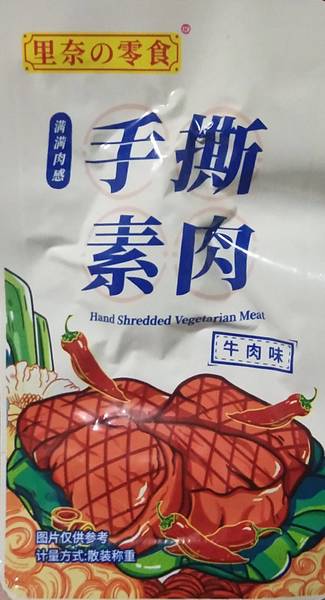 里奈の零食
满满肉感
手撕
素肉
Hand Shredded Vegetarian Meat
牛肉味
图片仅供参考
计量方式:散装称重